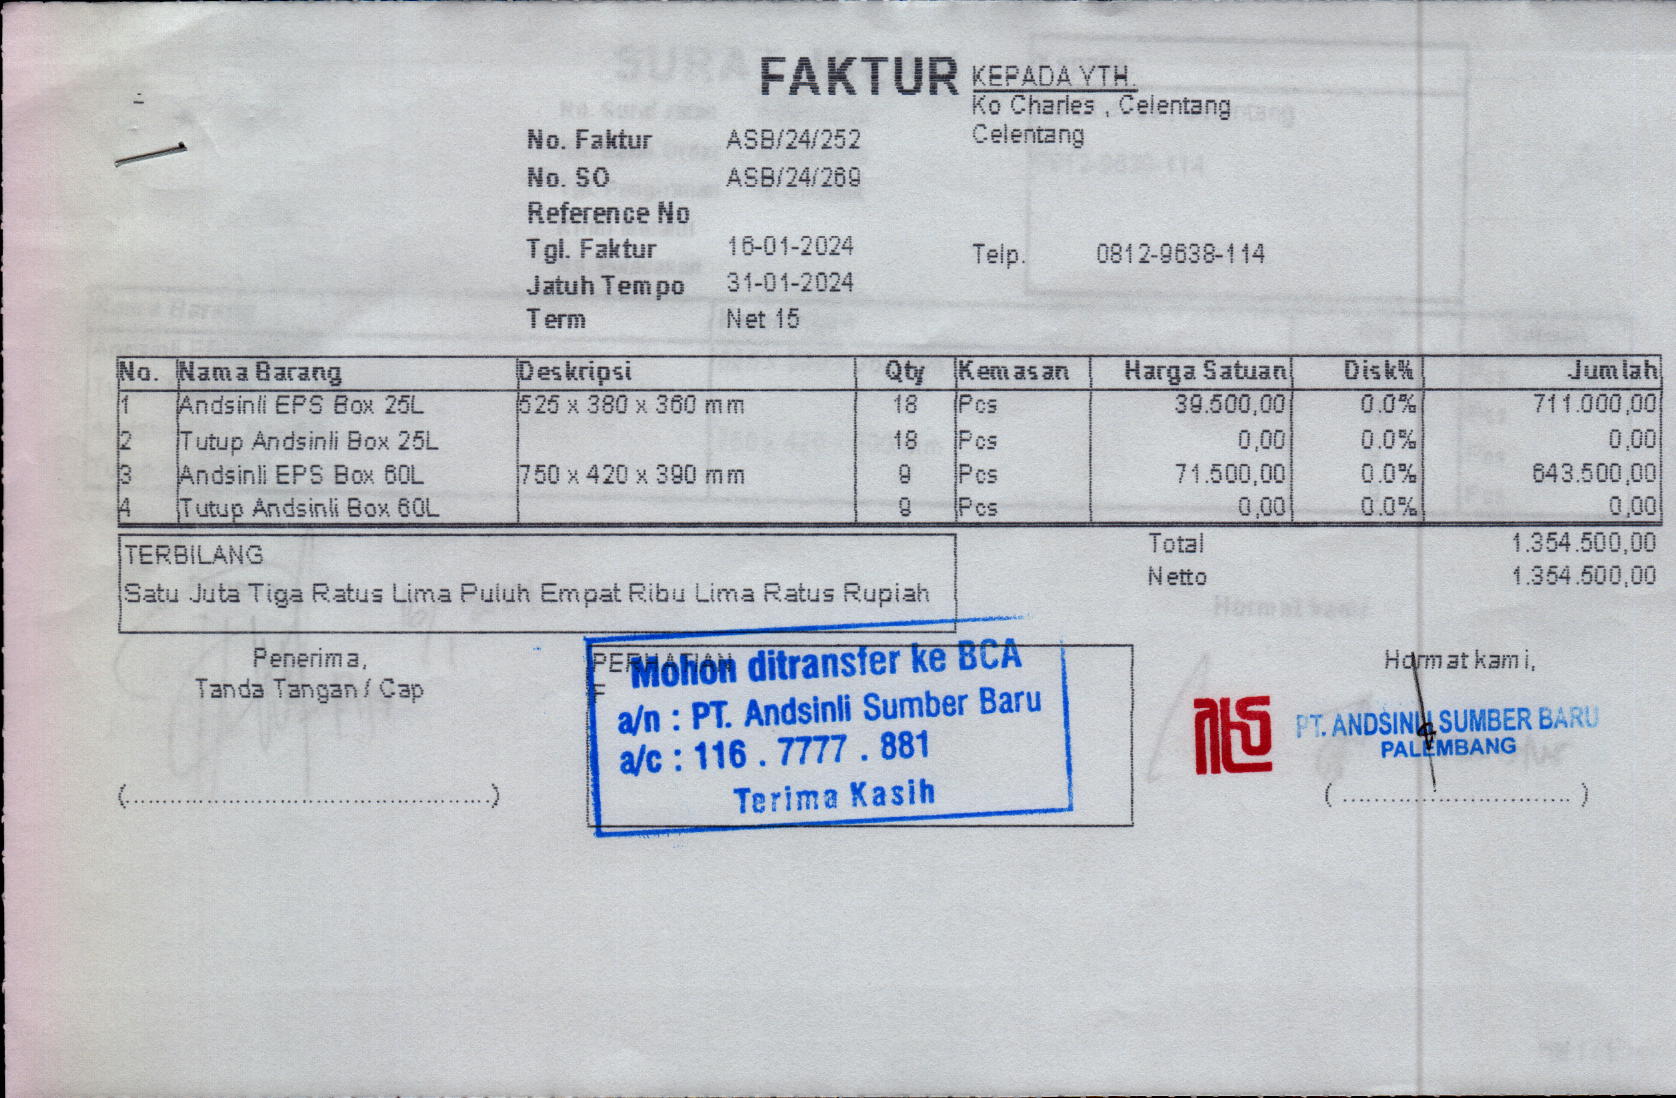 FAKTUR
KEPADA YTH.
Ko Charles , Celentang
Celentang
No. Faktur ASB/24/252
No. SO ASB/24/269
Reference No
Tgl. Faktur 16-01-2024
Telp. 0812-9638-114
Jatuh Tempo 31-01-2024
Term Net 15
No. Nama Barang Deskripsi Qty Kemasan Harga Satuan Disk% Jumlah
1 Andsinli EPS Box 25L 525 x 380 x 360 mm 18 Pcs 39.500,00 0.0% 711.000,00
2 Tutup Andsinli Box 25L 18 Pcs 0,00 0.0% 0,00
3 Andsinli EPS Box 60L 750 x 420 x 390 mm 9 Pcs 71.500,00 0.0% 643.500,00
4 Tutup Andsinli Box 60L 9 Pcs 0,00 0.0% 0,00
Total 1.354.500,00
Netto 1.354.500,00
TERBILANG
Satu Juta Tiga Ratus Lima Puluh Empat Ribu Lima Ratus Rupiah
Penerima,
Tanda Tangan / Cap
(..................................................)
PERHATIAN
F
Mohon ditransfer ke BCA
a/n : PT. Andsinli Sumber Baru
a/c : 116 . 7777 . 881
Terima Kasih
Hormat kami,
PT. ANDSINLI SUMBER BARU
PALEMBANG
( ............................... )